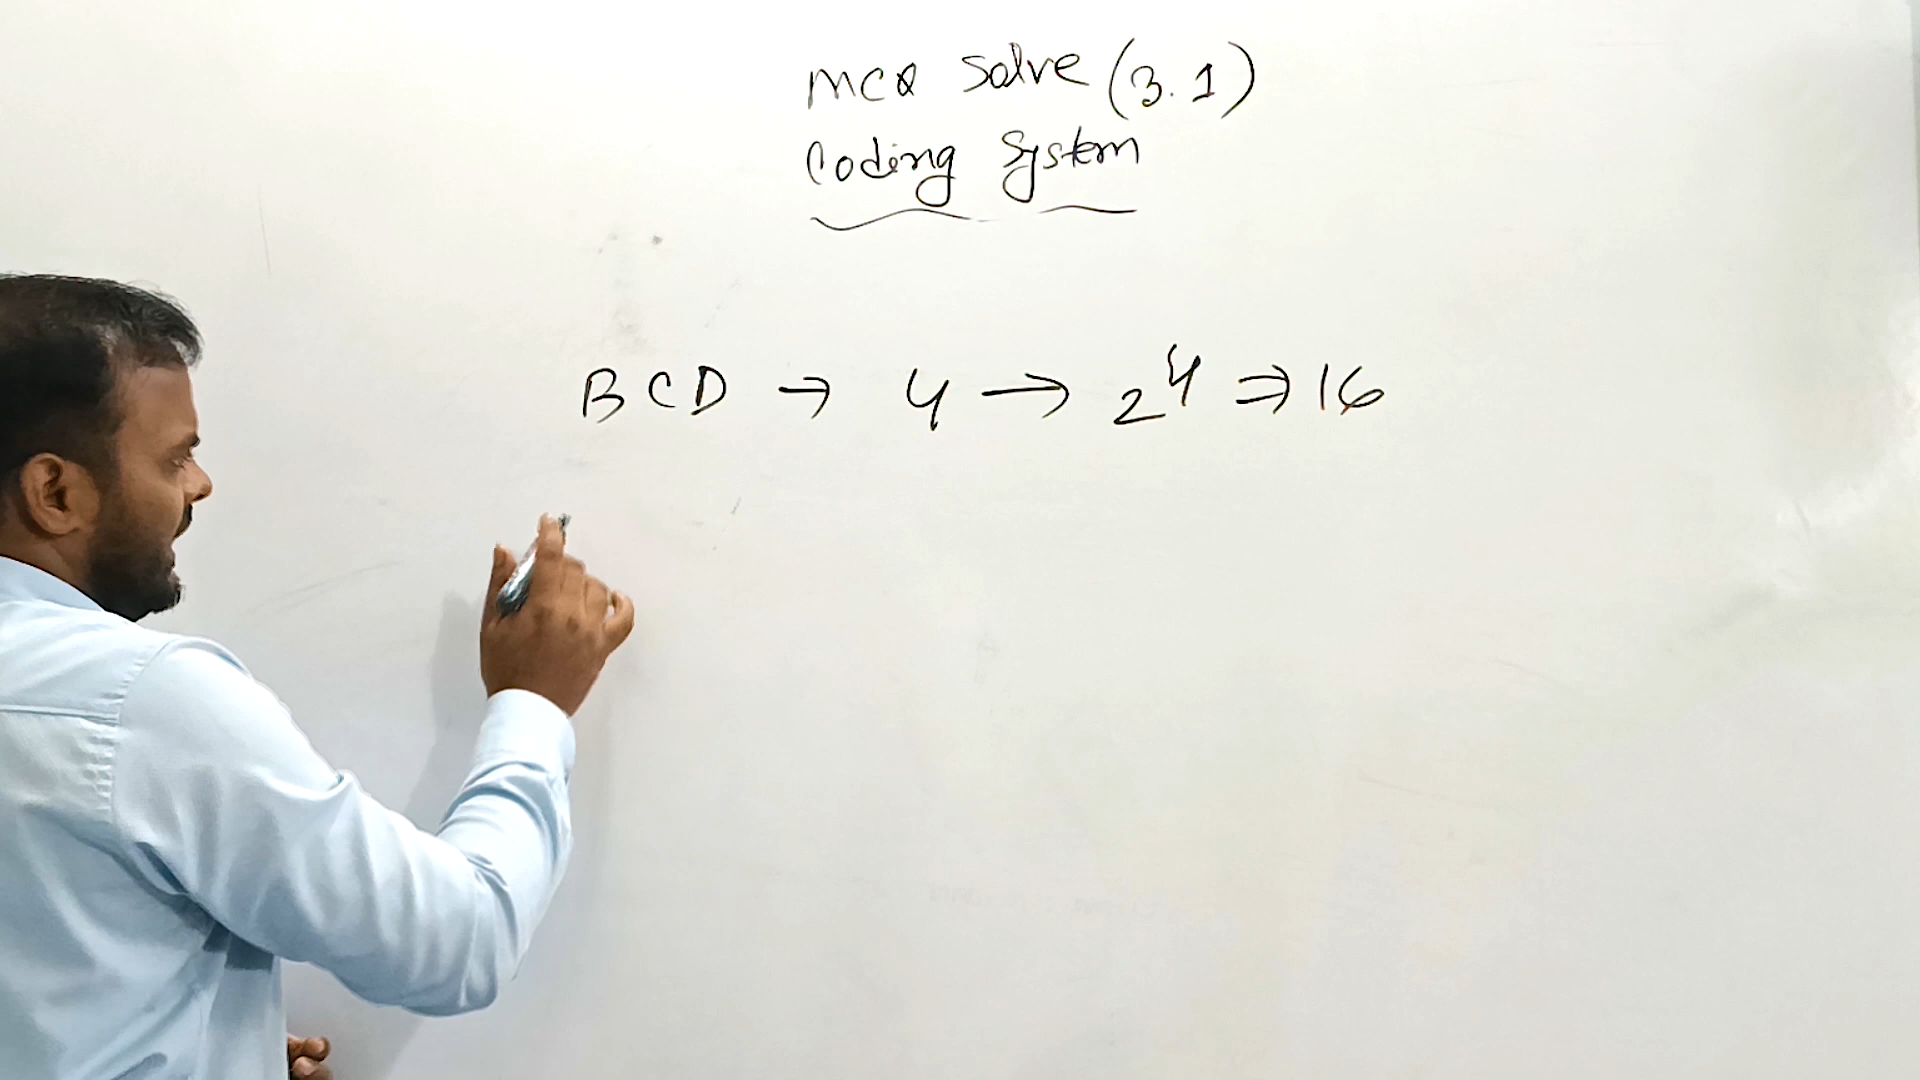 MCQ Solve (3.1)
Coding System
BCD → 4 → 2⁴ ⇒ 16